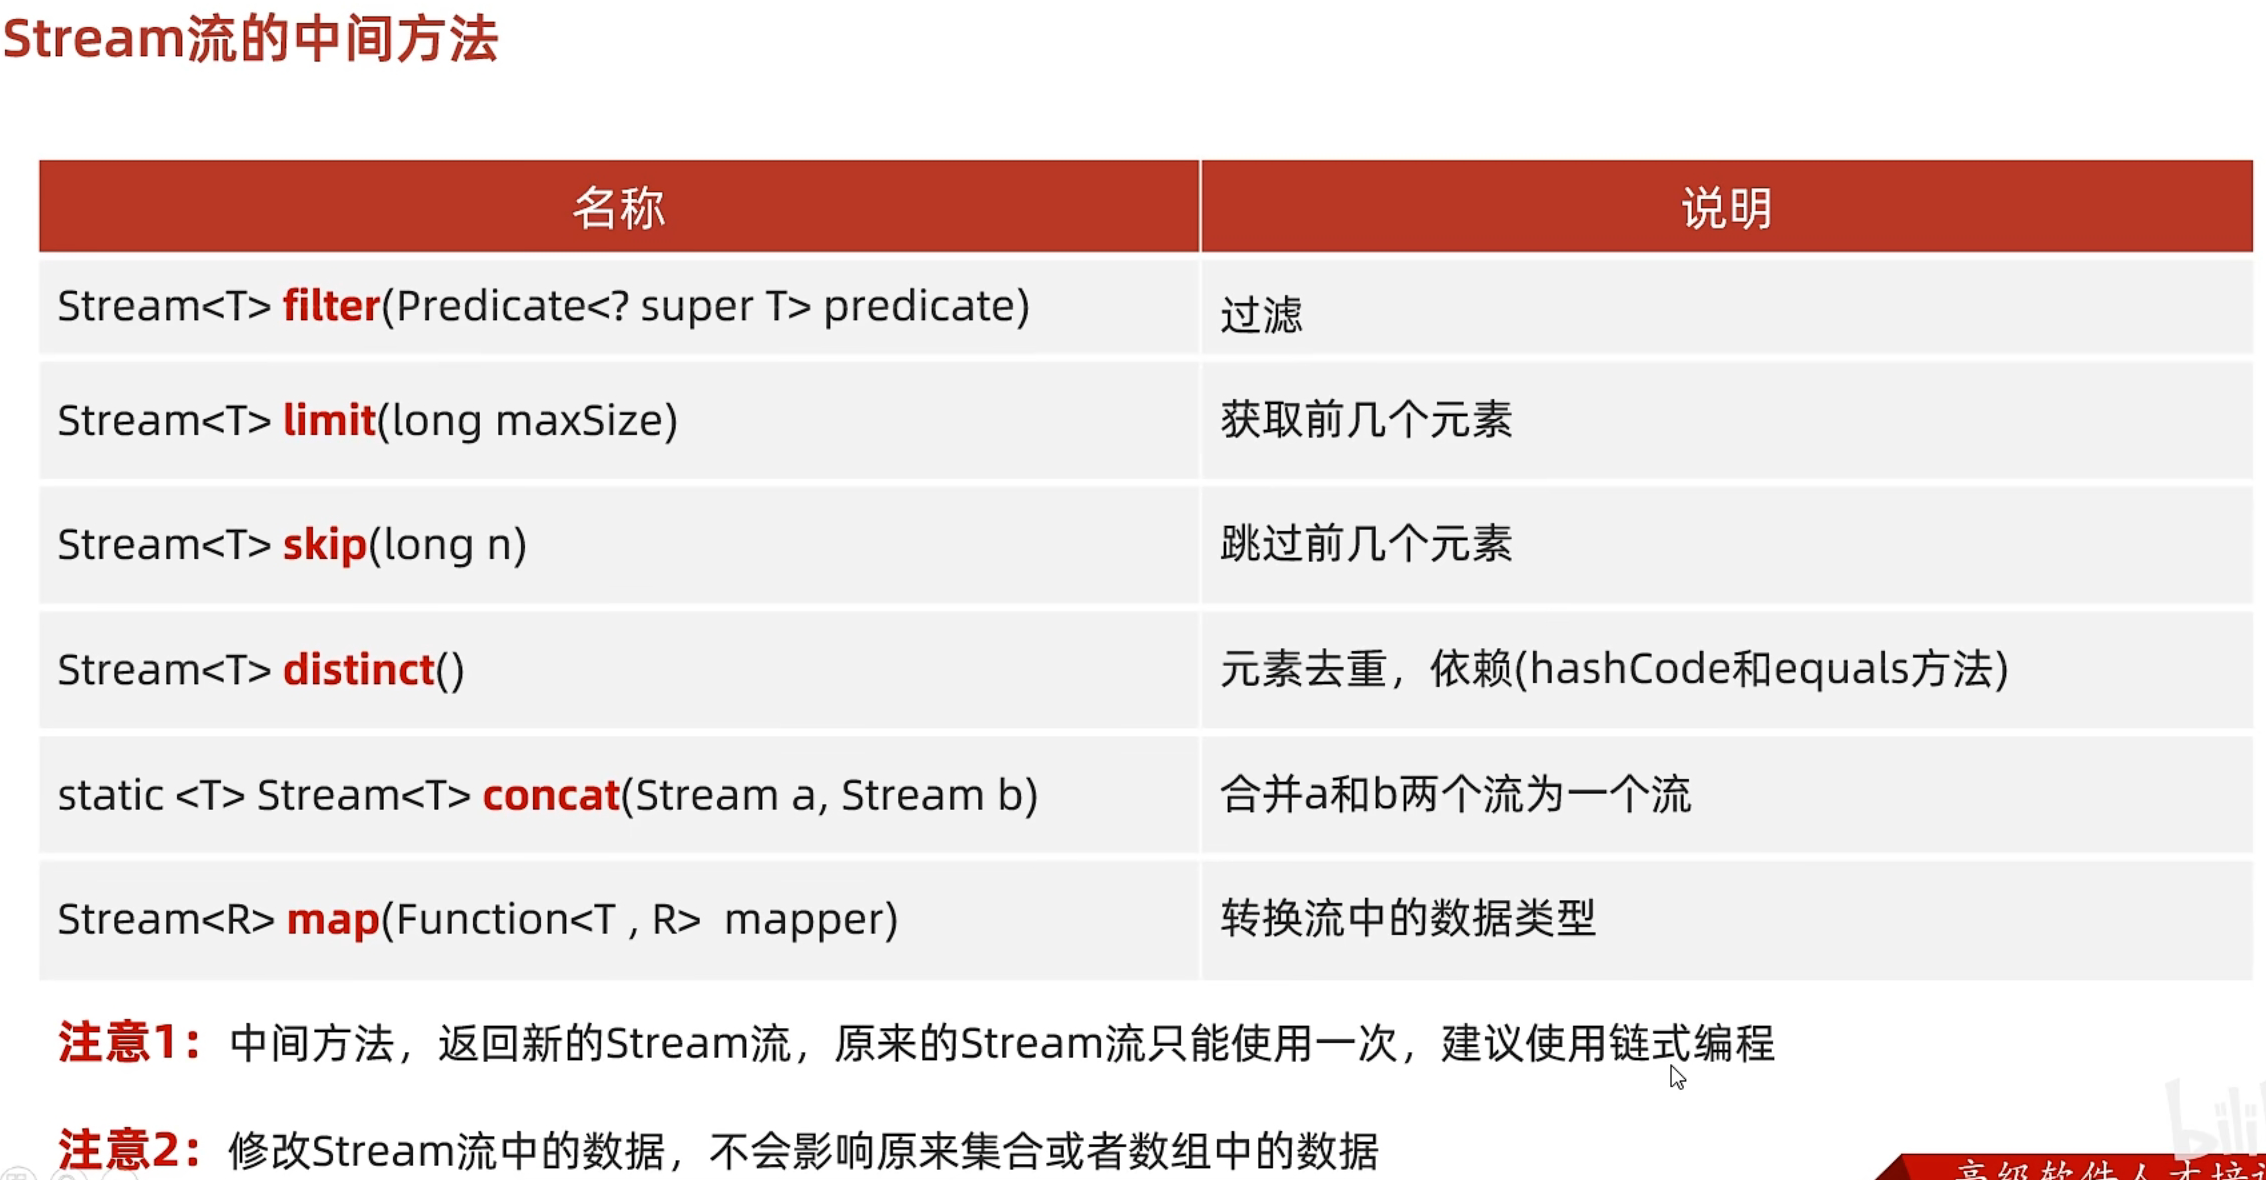 Stream流的中间方法
名称 说明
Stream<T> filter(Predicate<? super T> predicate) 过滤
Stream<T> limit(long maxSize) 获取前几个元素
Stream<T> skip(long n) 跳过前几个元素
Stream<T> distinct() 元素去重，依赖(hashCode和equals方法)
static <T> Stream<T> concat(Stream a, Stream b) 合并a和b两个流为一个流
Stream<R> map(Function<T , R>  mapper) 转换流中的数据类型
注意1：中间方法，返回新的Stream流，原来的Stream流只能使用一次，建议使用链式编程
注意2：修改Stream流中的数据，不会影响原来集合或者数组中的数据
bili
高级软件人才培